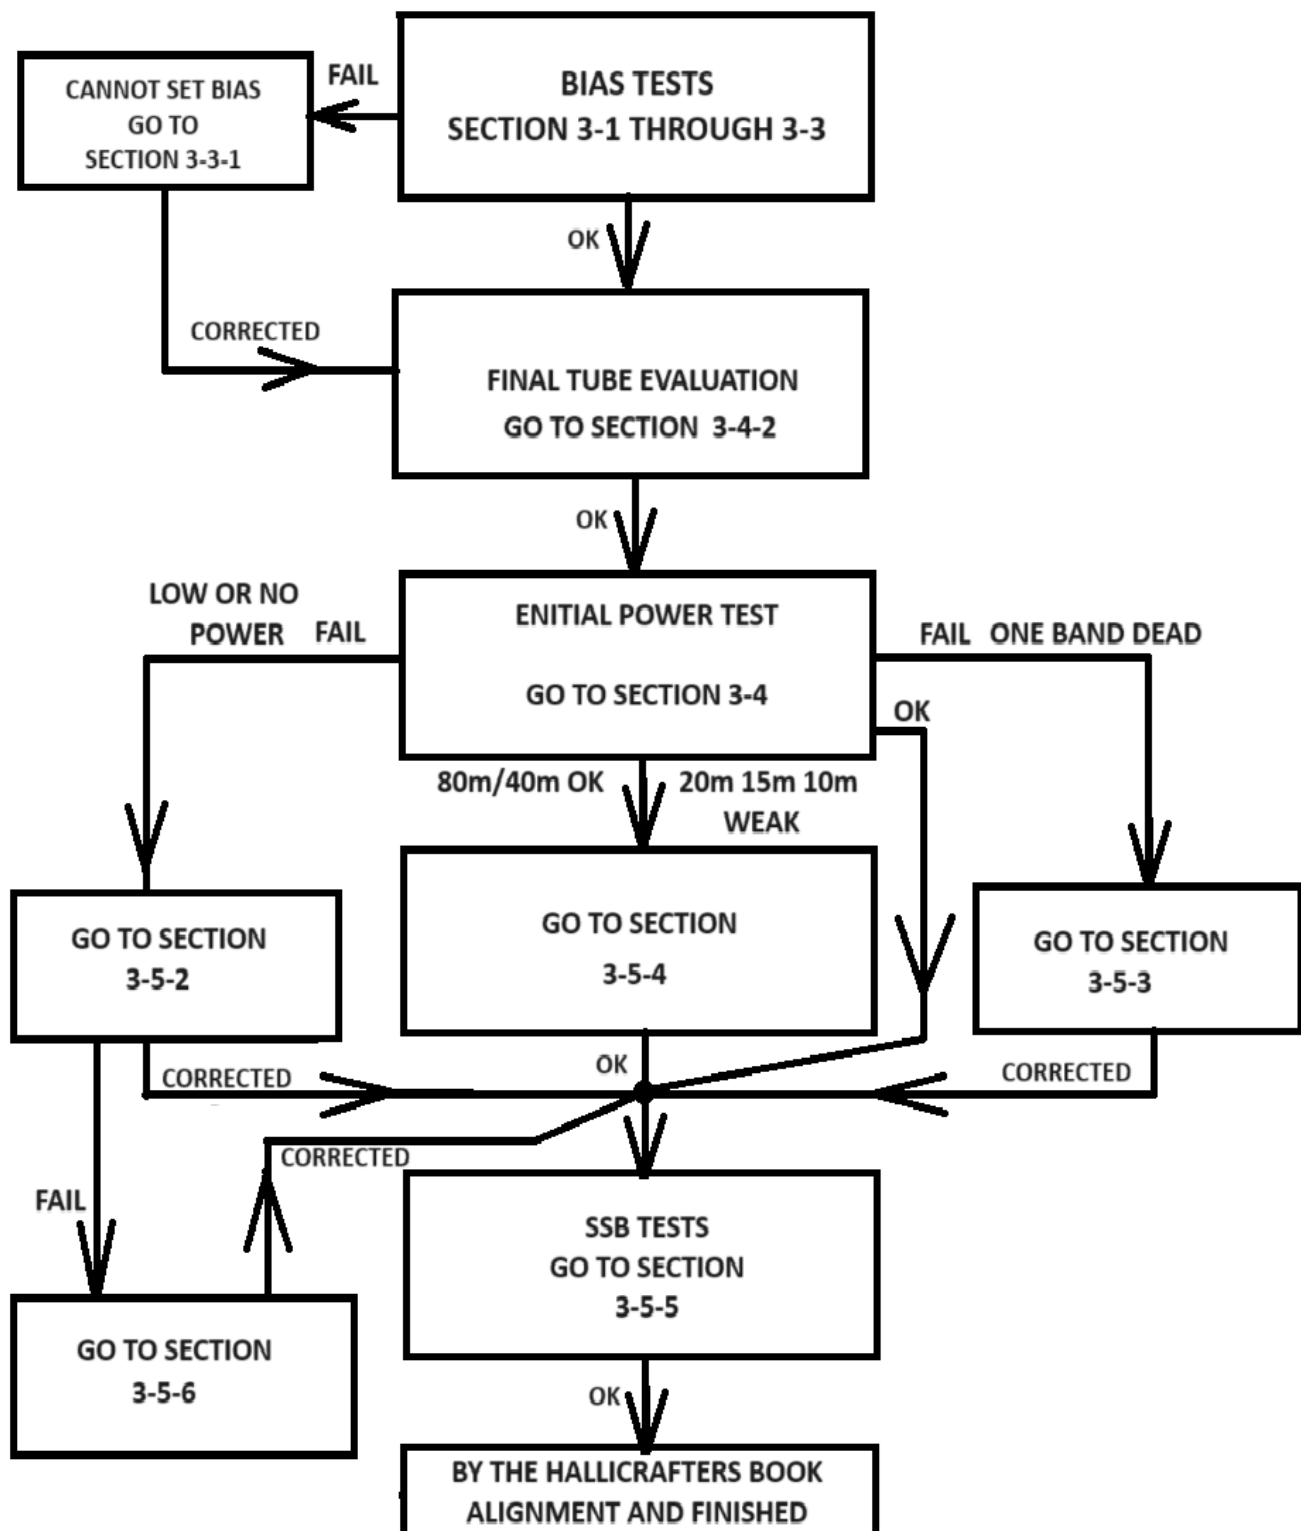 BIAS TESTS
SECTION 3-1 THROUGH 3-3
FAIL
CANNOT SET BIAS
GO TO
SECTION 3-3-1
OK
CORRECTED
FINAL TUBE EVALUATION
GO TO SECTION 3-4-2
OK
LOW OR NO
POWER FAIL
ENITIAL POWER TEST
GO TO SECTION 3-4
FAIL ONE BAND DEAD
OK
80m/40m OK
20m 15m 10m
WEAK
GO TO SECTION
3-5-2
GO TO SECTION
3-5-4
GO TO SECTION
3-5-3
CORRECTED
OK
CORRECTED
CORRECTED
FAIL
SSB TESTS
GO TO SECTION
3-5-5
GO TO SECTION
3-5-6
OK
BY THE HALLICRAFTERS BOOK
ALIGNMENT AND FINISHED